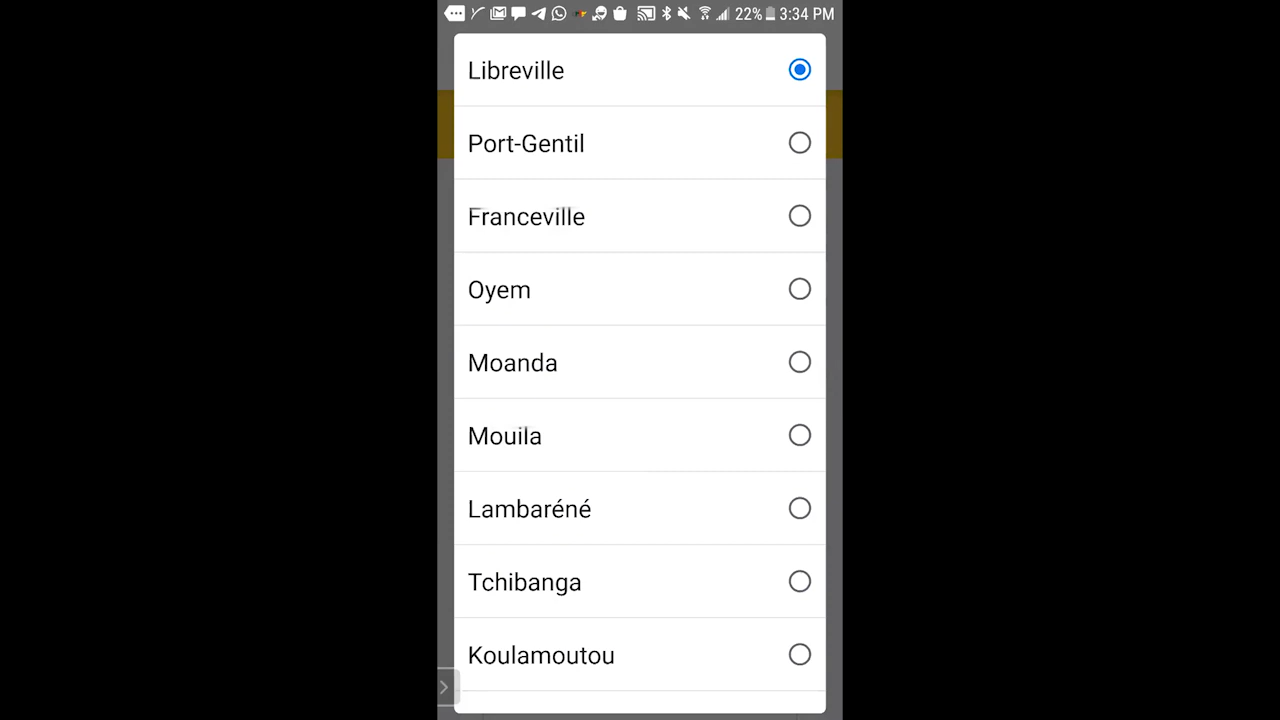 22% 3:34 PM
Libreville
Port-Gentil
Franceville
Oyem
Moanda
Mouila
Lambaréné
Tchibanga
Koulamoutou